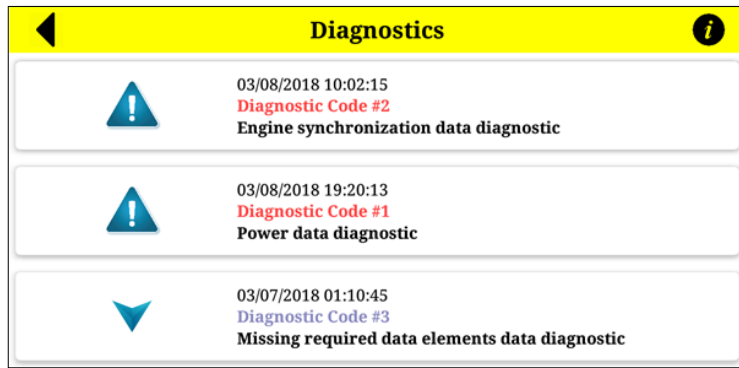 Diagnostics
i
03/08/2018 10:02:15
Diagnostic Code #2
Engine synchronization data diagnostic
03/08/2018 19:20:13
Diagnostic Code #1
Power data diagnostic
03/07/2018 01:10:45
Diagnostic Code #3
Missing required data elements data diagnostic